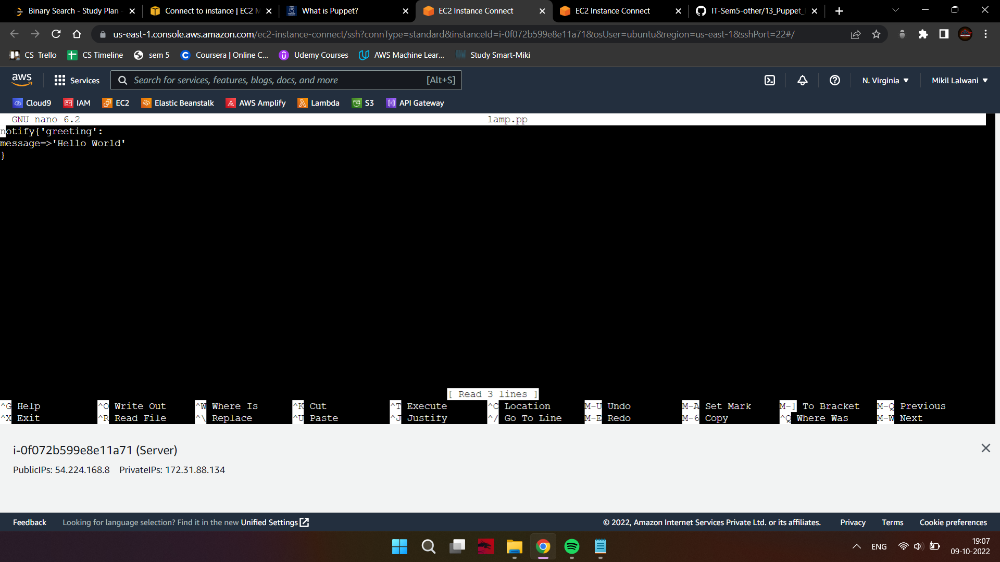 Binary Search - Study Plan -
Connect to instance | EC2 M
What is Puppet?
EC2 Instance Connect
EC2 Instance Connect
IT-Sem5-other/13_Puppet_
us-east-1.console.aws.amazon.com/ec2-instance-connect/ssh?connType=standard&instanceId=i-0f072b599e8e11a71&osUser=ubuntu&region=us-east-1&sshPort=22#/
CS Trello
CS Timeline
sem 5
Coursera | Online C...
Udemy Courses
AWS Machine Lear...
Study Smart-Miki
aws
Services
Search for services, features, blogs, docs, and more
[Alt+S]
N. Virginia
Mikil Lalwani
Cloud9
IAM
EC2
Elastic Beanstalk
AWS Amplify
Lambda
S3
API Gateway
GNU nano 6.2
lamp.pp
notify{'greeting':
message=>'Hello World'
}
[ Read 3 lines ]
^G Help ^O Write Out ^W Where Is ^K Cut ^T Execute ^C Location M-U Undo M-A Set Mark M-] To Bracket M-Q Previous
^X Exit ^R Read File ^\ Replace ^U Paste ^J Justify ^/ Go To Line M-E Redo M-6 Copy ^Q Where Was M-W Next
i-0f072b599e8e11a71 (Server)
PublicIPs: 54.224.168.8 PrivateIPs: 172.31.88.134
Feedback
Looking for language selection? Find it in the new Unified Settings
© 2022, Amazon Internet Services Private Ltd. or its affiliates.
Privacy
Terms
Cookie preferences
ENG
19:07
09-10-2022